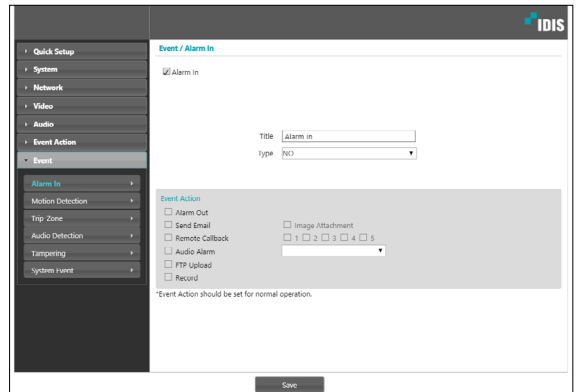 IDIS
Quick Setup
System
Network
Video
Audio
Event Action
Event
Alarm In
Motion Detection
Trip Zone
Audio Detection
Tampering
System Event
Event / Alarm In
Alarm In
Title Alarm In
Type NO
Event Action
Alarm Out
Send Email Image Attachment
Remote Callback 1 2 3 4 5
Audio Alarm
FTP Upload
Record
*Event Action should be set for normal operation.
Save